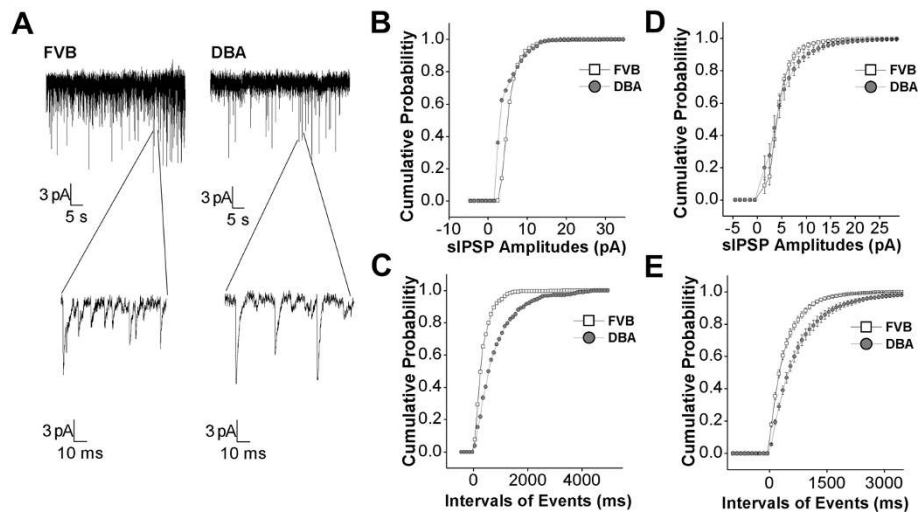 A
FVB
DBA
3 pA
5 s
3 pA
5 s
3 pA
10 ms
3 pA
10 ms
B
Cumulative Probabilitiy
1.0
0.8
0.6
0.4
0.2
0.0
FVB
DBA
-10 0 10 20 30
sIPSP Amplitudes (pA)
C
Cumulative Probabilitiy
1.0
0.8
0.6
0.4
0.2
0.0
FVB
DBA
0 2000 4000
Intervals of Events (ms)
D
Cumulative Probabilitiy
1.0
0.8
0.6
0.4
0.2
0.0
FVB
DBA
-5 0 5 10 15 20 25
sIPSP Amplitudes (pA)
E
Cumulative Probabilitiy
1.0
0.8
0.6
0.4
0.2
0.0
FVB
DBA
0 1500 3000
Intervals of Events (ms)